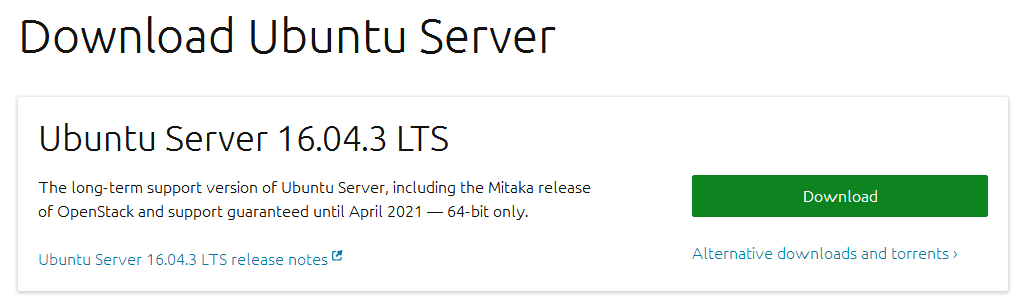 Download Ubuntu Server
Ubuntu Server 16.04.3 LTS
The long-term support version of Ubuntu Server, including the Mitaka release
of OpenStack and support guaranteed until April 2021 — 64-bit only.
Download
Ubuntu Server 16.04.3 LTS release notes
Alternative downloads and torrents ›